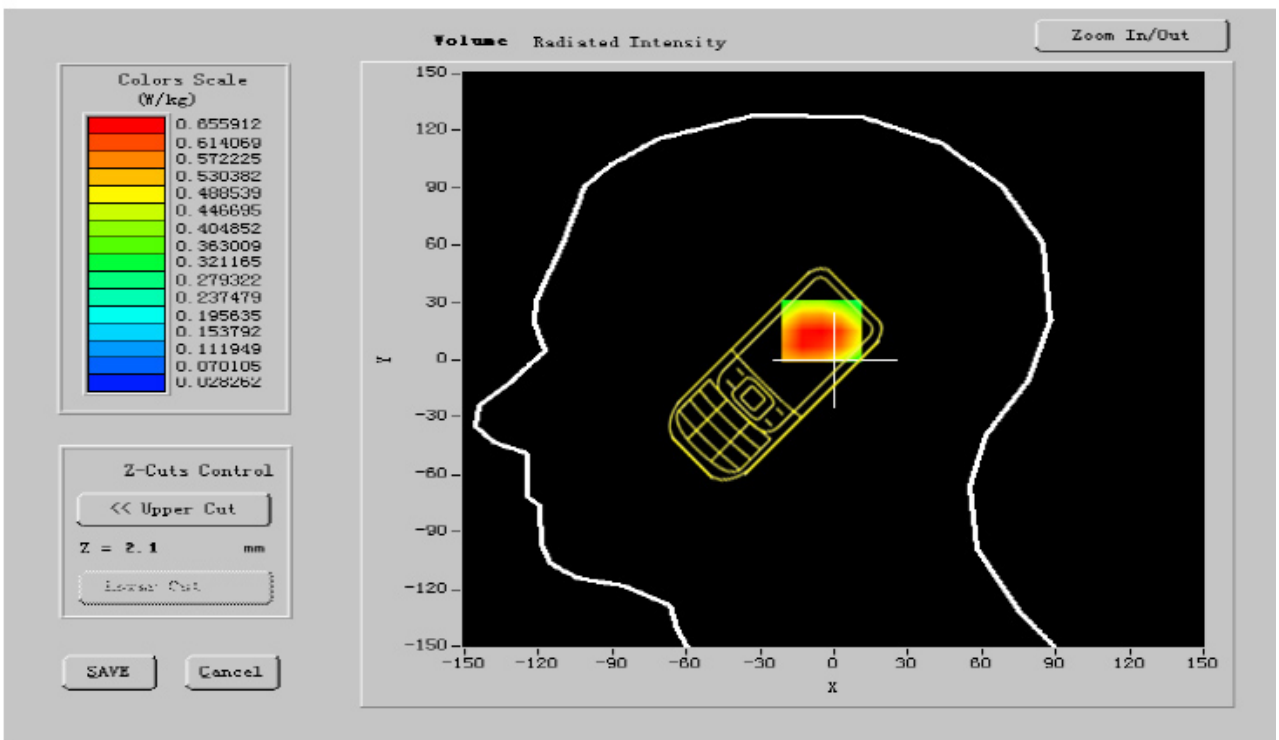 Volume Radiated Intensity
Zoom In/Out
Colors Scale
(W/kg)
0.655912
0.614069
0.572225
0.530382
0.488539
0.446695
0.404852
0.363009
0.321165
0.279322
0.237479
0.195635
0.153792
0.111949
0.070105
0.028262
Z-Cuts Control
<< Upper Cut
Z = 2.1 mm
Lower Cut
SAVE
Cancel
150
120
90
60
30
0
-30
-60
-90
-120
-150
Y
-150 -120 -90 -60 -30 0 30 60 90 120 150
X